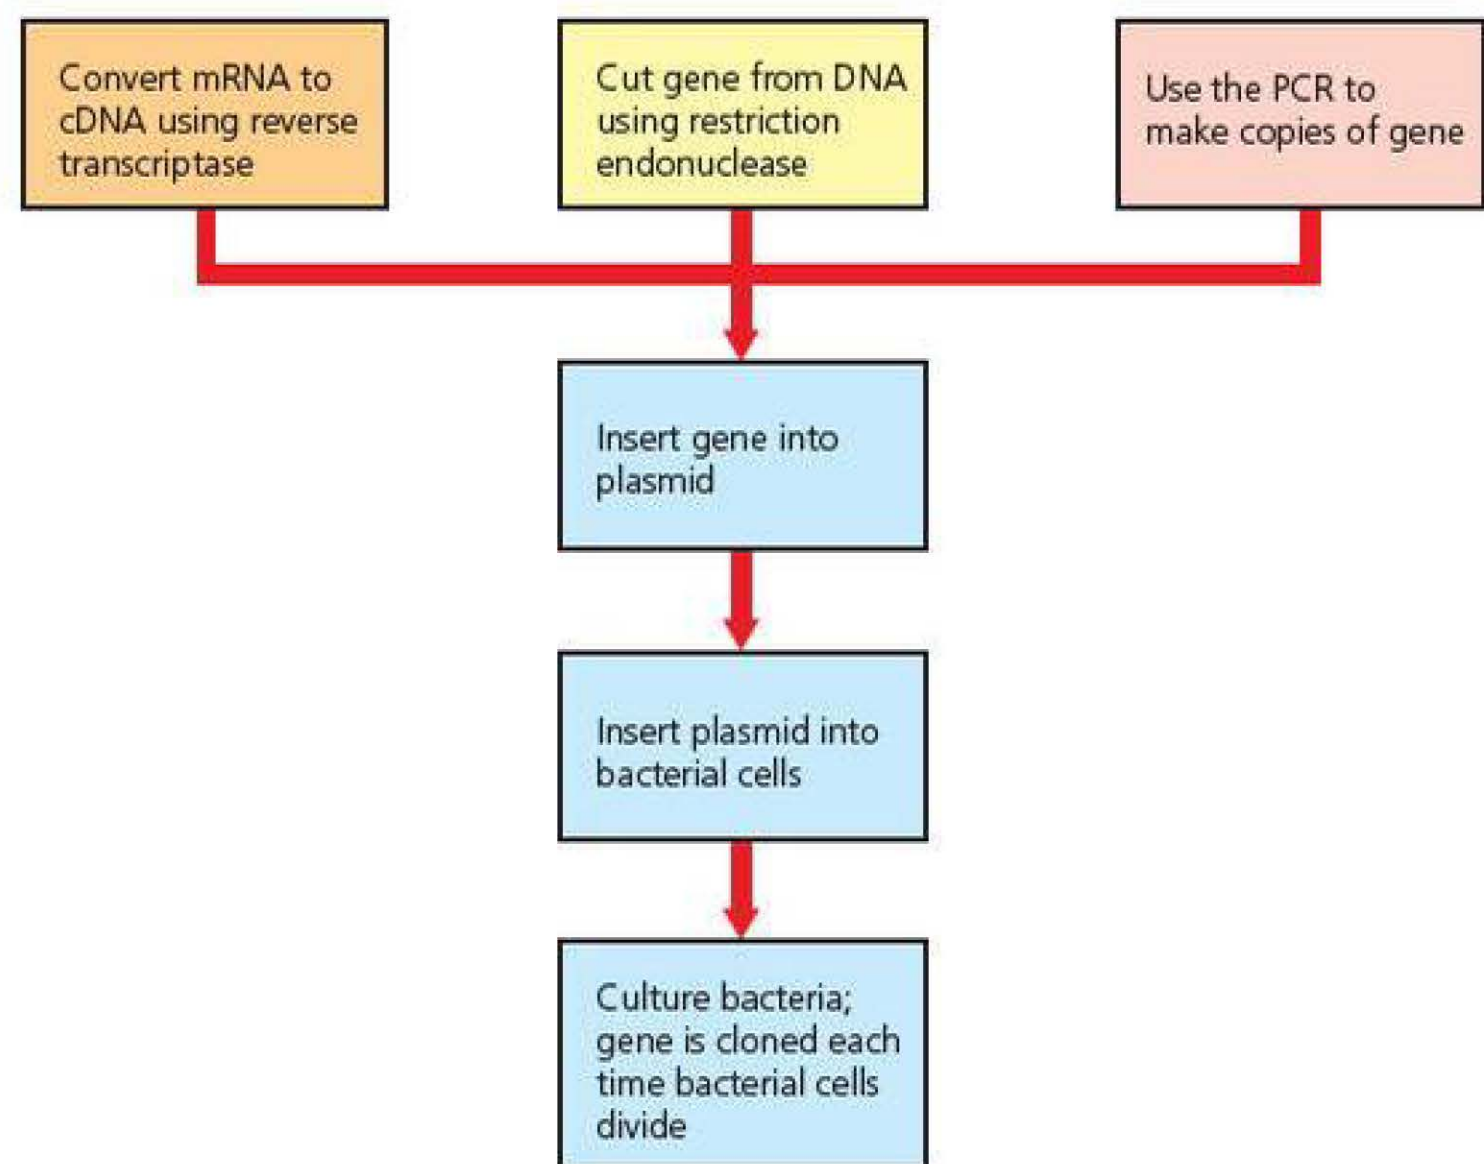 Convert mRNA to
cDNA using reverse
transcriptase
Cut gene from DNA
using restriction
endonuclease
Use the PCR to
make copies of gene
Insert gene into
plasmid
Insert plasmid into
bacterial cells
Culture bacteria;
gene is cloned each
time bacterial cells
divide